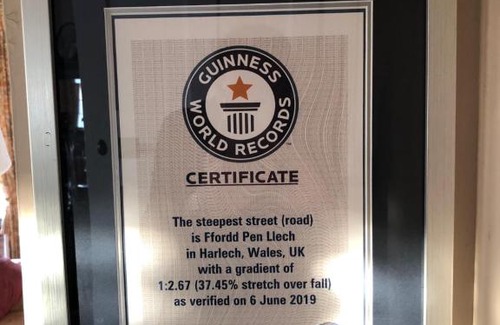 GUINNESS
WORLD RECORDS
CERTIFICATE
The steepest street (road)
is Ffordd Pen Llech
in Harlech, Wales, UK
with a gradient of
1:2.67 (37.45% stretch over fall)
as verified on 6 June 2019